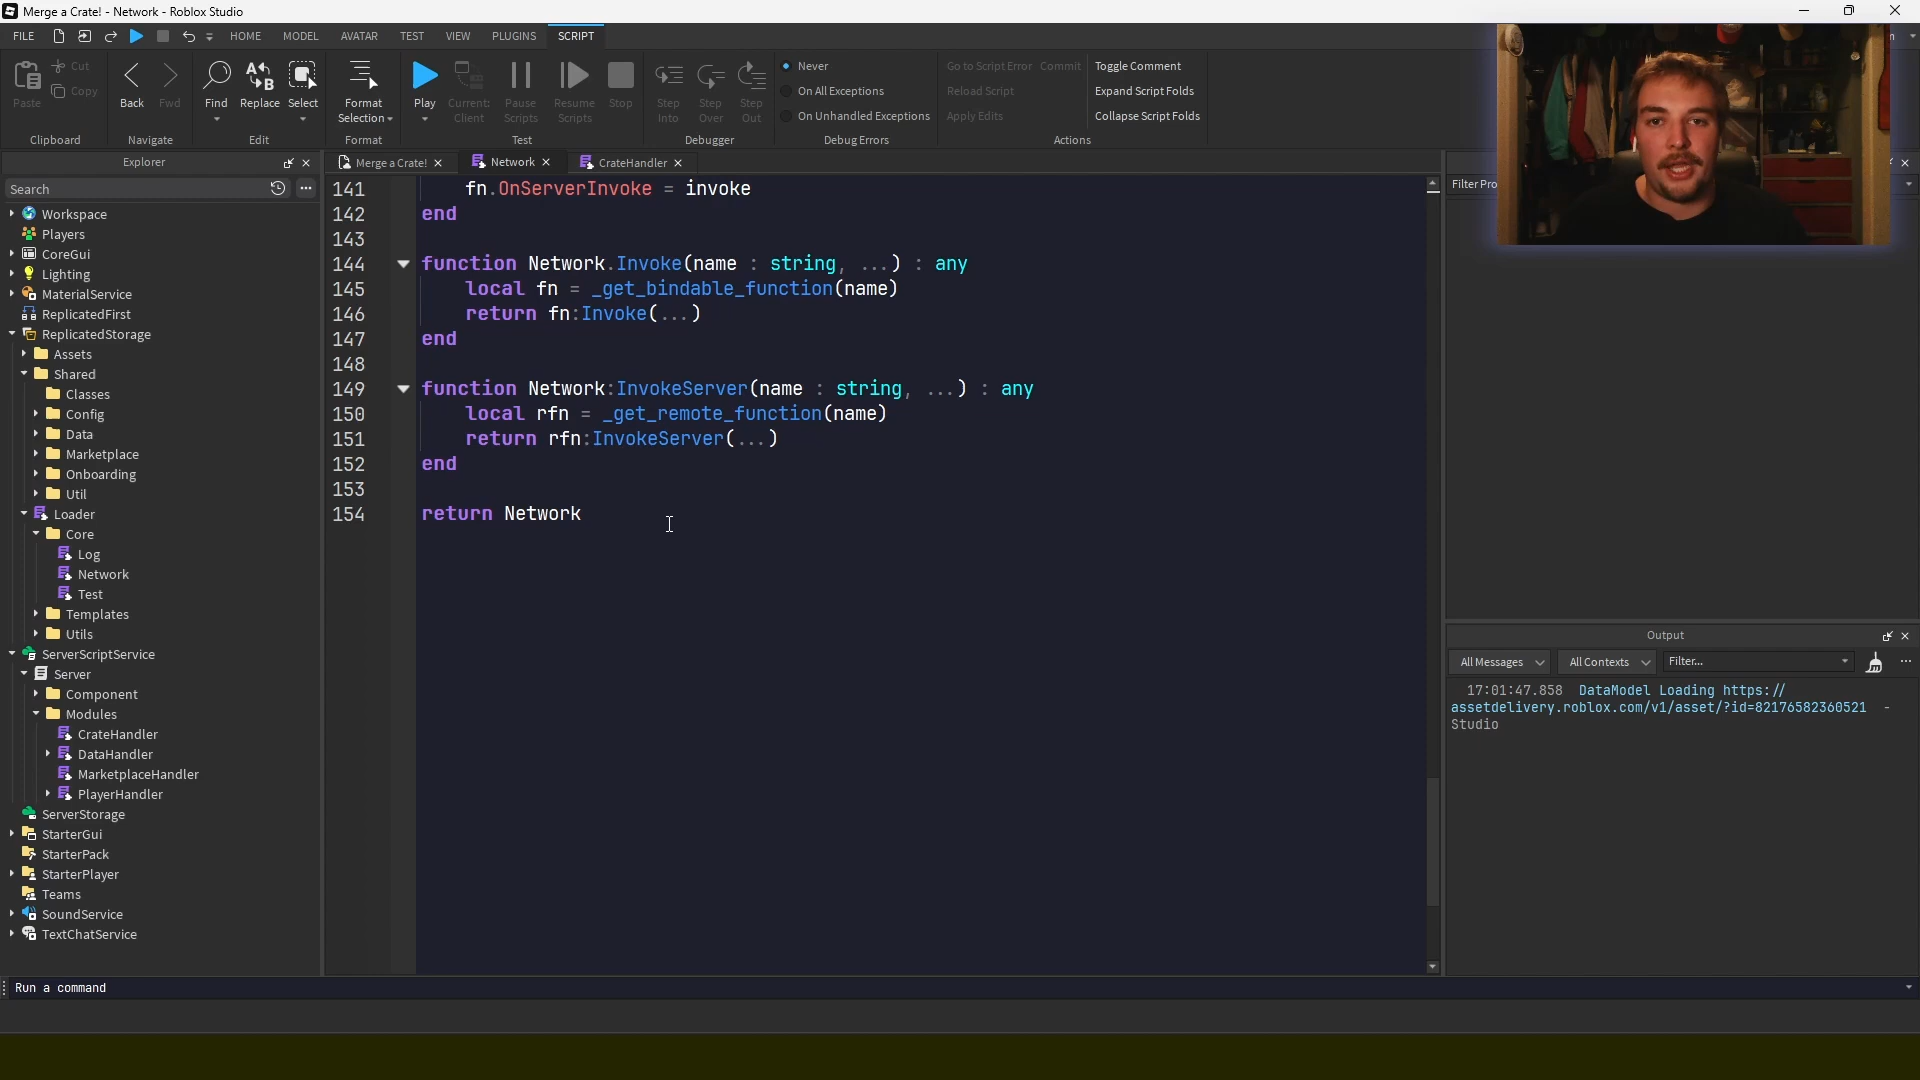 Merge a Crate! - Network - Roblox Studio
FILE
HOME
MODEL
AVATAR
TEST
VIEW
PLUGINS
SCRIPT
Paste
Cut
Copy
Clipboard
Back
Fwd
Navigate
Find
Replace
Select
Edit
Format
Selection
Format
Play
Current:
Client
Pause
Scripts
Resume
Scripts
Stop
Test
Step
Into
Step
Over
Step
Out
Debugger
Never
On All Exceptions
On Unhandled Exceptions
Debug Errors
Go to Script Error
Commit
Reload Script
Apply Edits
Toggle Comment
Expand Script Folds
Collapse Script Folds
Actions
Explorer
Search
Workspace
Players
CoreGui
Lighting
MaterialService
ReplicatedFirst
ReplicatedStorage
Assets
Shared
Classes
Config
Data
Marketplace
Onboarding
Util
Loader
Core
Log
Network
Test
Templates
Utils
ServerScriptService
Server
Component
Modules
CrateHandler
DataHandler
MarketplaceHandler
PlayerHandler
ServerStorage
StarterGui
StarterPack
StarterPlayer
Teams
SoundService
TextChatService
Merge a Crate!
Network
CrateHandler
141 fn.OnServerInvoke = invoke
142 end
143
144 function Network.Invoke(name : string, ...) : any
145 local fn = _get_bindable_function(name)
146 return fn:Invoke(...)
147 end
148
149 function Network:InvokeServer(name : string, ...) : any
150 local rfn = _get_remote_function(name)
151 return rfn:InvokeServer(...)
152 end
153
154 return Network
Filter Pro
Output
All Messages
All Contexts
Filter...
17:01:47.858 DataModel Loading https://
assetdelivery.roblox.com/v1/asset/?id=82176582360521 -
Studio
Run a command